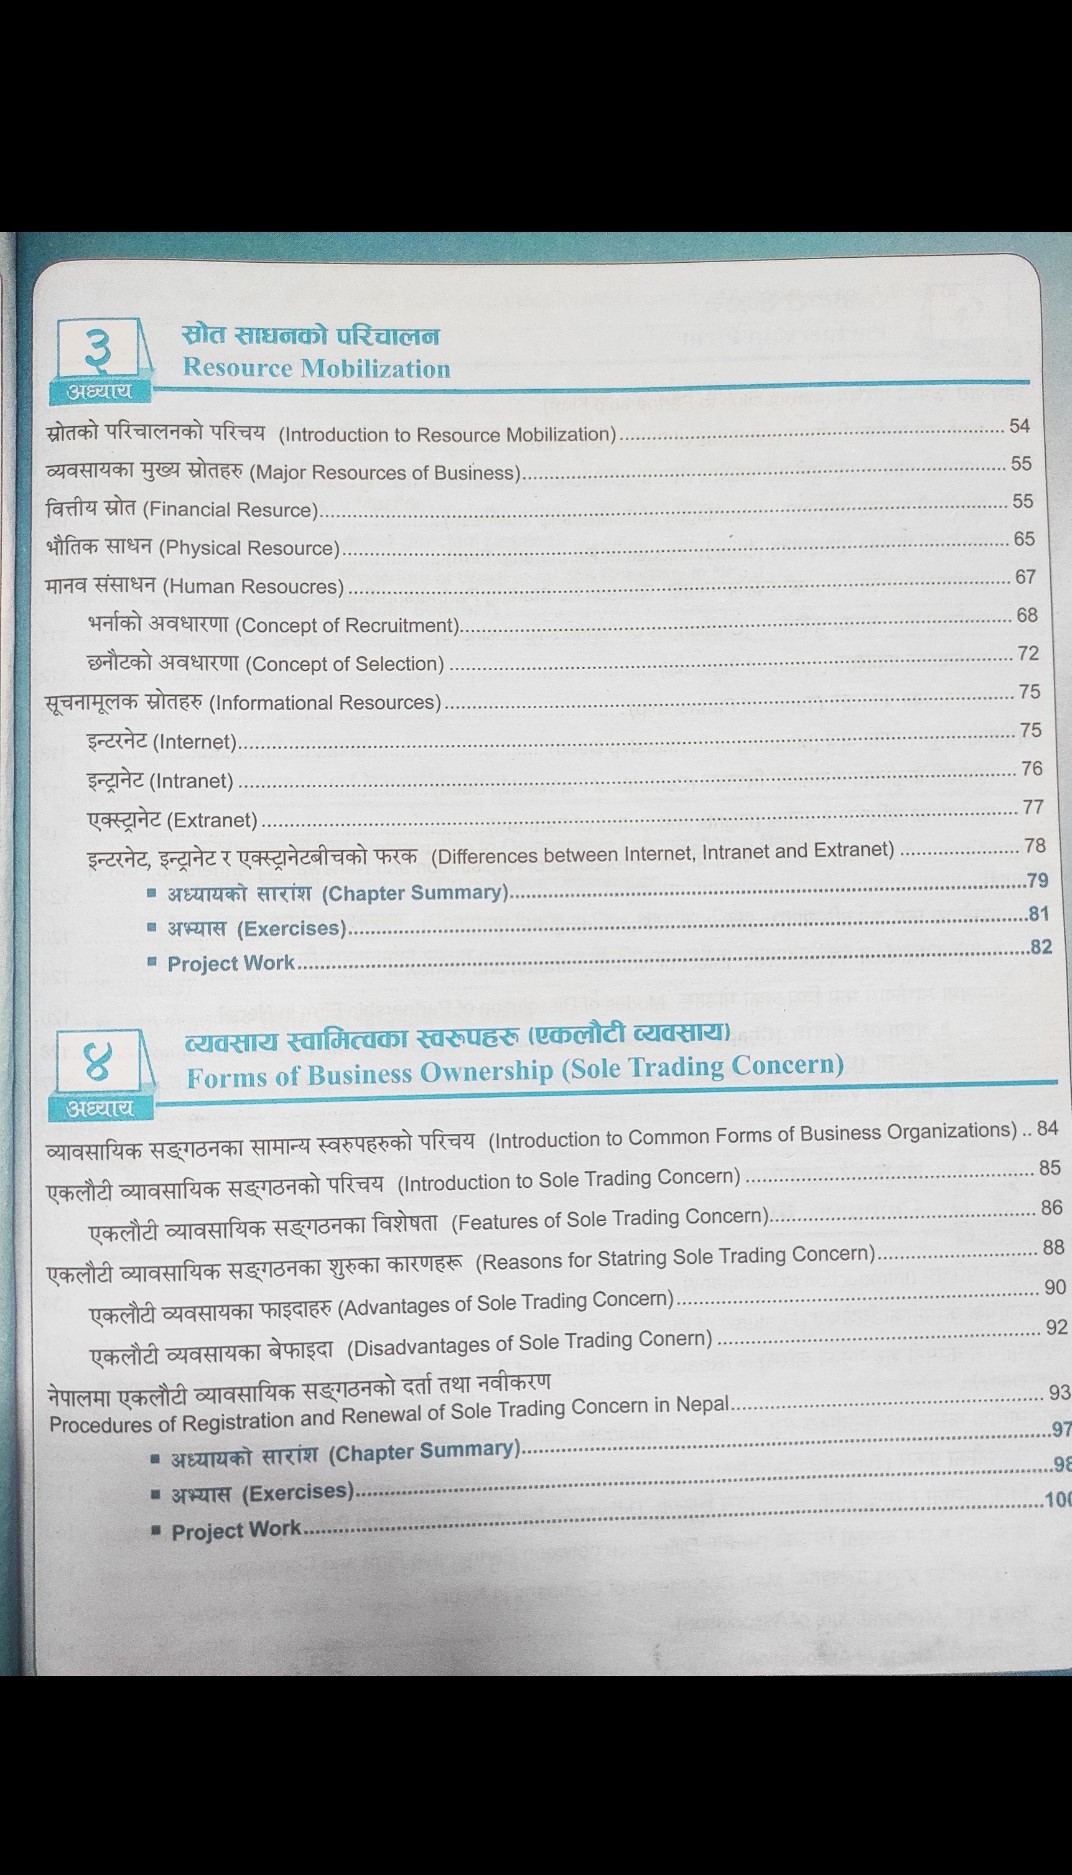 ३
अध्याय
स्रोत साधनको परिचालन
Resource Mobilization
स्रोतको परिचालनको परिचय (Introduction to Resource Mobilization)........ 54
व्यवसायका मुख्य स्रोतहरु (Major Resources of Business)........ 55
वित्तीय स्रोत (Financial Resurce)........ 55
भौतिक साधन (Physical Resource)........ 65
मानव संसाधन (Human Resoucres)........ 67
भर्नाको अवधारणा (Concept of Recruitment)........ 68
छनौटको अवधारणा (Concept of Selection)........ 72
सूचनामूलक स्रोतहरु (Informational Resources)........ 75
इन्टरनेट (Internet)........ 75
इन्ट्रानेट (Intranet)........ 76
एक्स्ट्रानेट (Extranet)........ 77
इन्टरनेट, इन्ट्रानेट र एक्स्ट्रानेटबीचको फरक (Differences between Internet, Intranet and Extranet)........ 78
▪ अध्यायको सारांश (Chapter Summary)........79
▪ अभ्यास (Exercises)........81
▪ Project Work........82
४
अध्याय
व्यवसाय स्वामित्वका स्वरुपहरु (एकलौटी व्यवसाय)
Forms of Business Ownership (Sole Trading Concern)
व्यावसायिक सङ्गठनका सामान्य स्वरुपहरुको परिचय (Introduction to Common Forms of Business Organizations) .. 84
एकलौटी व्यावसायिक सङ्गठनको परिचय (Introduction to Sole Trading Concern)........ 85
एकलौटी व्यावसायिक सङ्गठनका विशेषता (Features of Sole Trading Concern)........ 86
एकलौटी व्यावसायिक सङ्गठनका शुरुका कारणहरू (Reasons for Statring Sole Trading Concern)........ 88
एकलौटी व्यवसायका फाइदाहरु (Advantages of Sole Trading Concern)........ 90
एकलौटी व्यवसायका बेफाइदा (Disadvantages of Sole Trading Conern)........ 92
नेपालमा एकलौटी व्यावसायिक सङ्गठनको दर्ता तथा नवीकरण
Procedures of Registration and Renewal of Sole Trading Concern in Nepal........ 93
▪ अध्यायको सारांश (Chapter Summary)........97
▪ अभ्यास (Exercises)........98
▪ Project Work........100